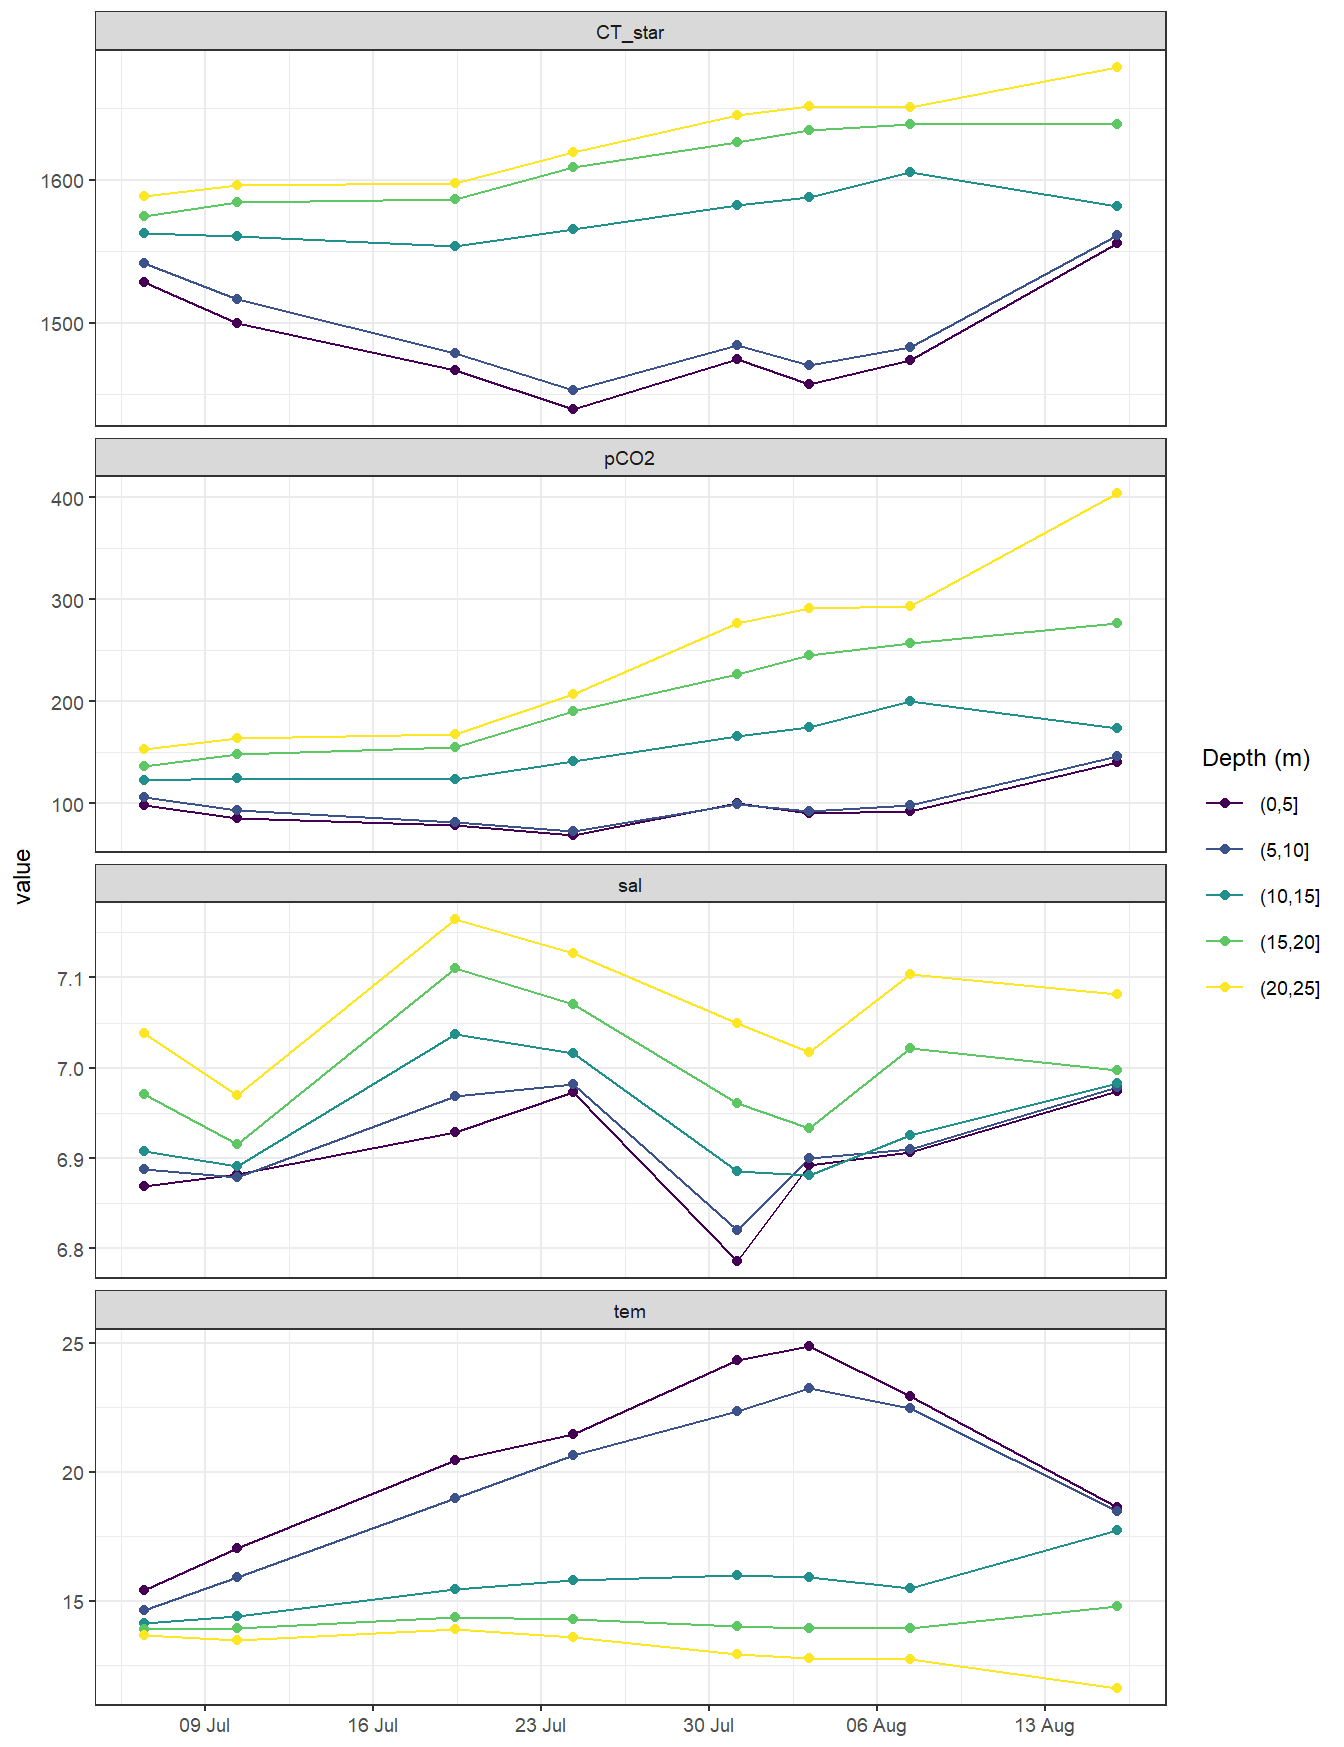 CT_star
1600
1500
pCO2
400
300
200
100
sal
7.1
7.0
6.9
6.8
tem
25
20
15
09 Jul
16 Jul
23 Jul
30 Jul
06 Aug
13 Aug
value
Depth (m)
(0,5]
(5,10]
(10,15]
(15,20]
(20,25]